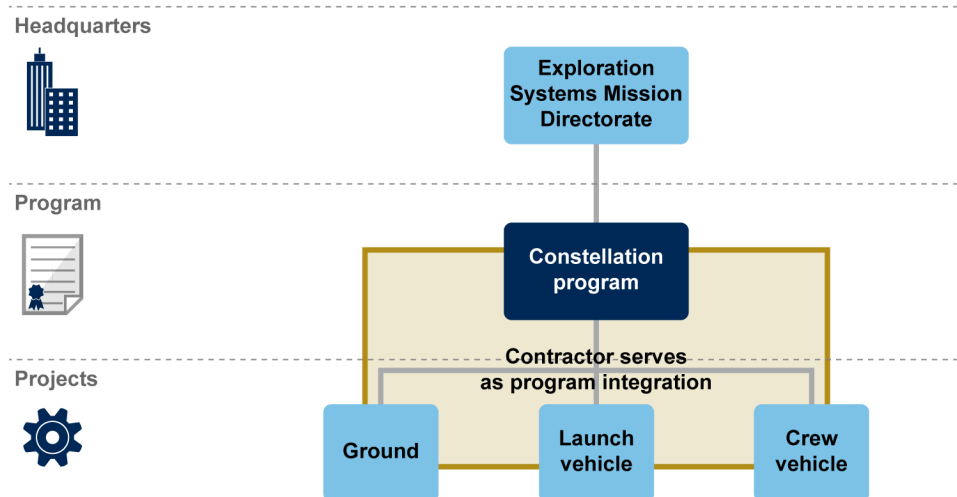 Headquarters
Exploration
Systems Mission
Directorate
Program
Constellation
program
Contractor serves
as program integration
Projects
Ground
Launch
vehicle
Crew
vehicle